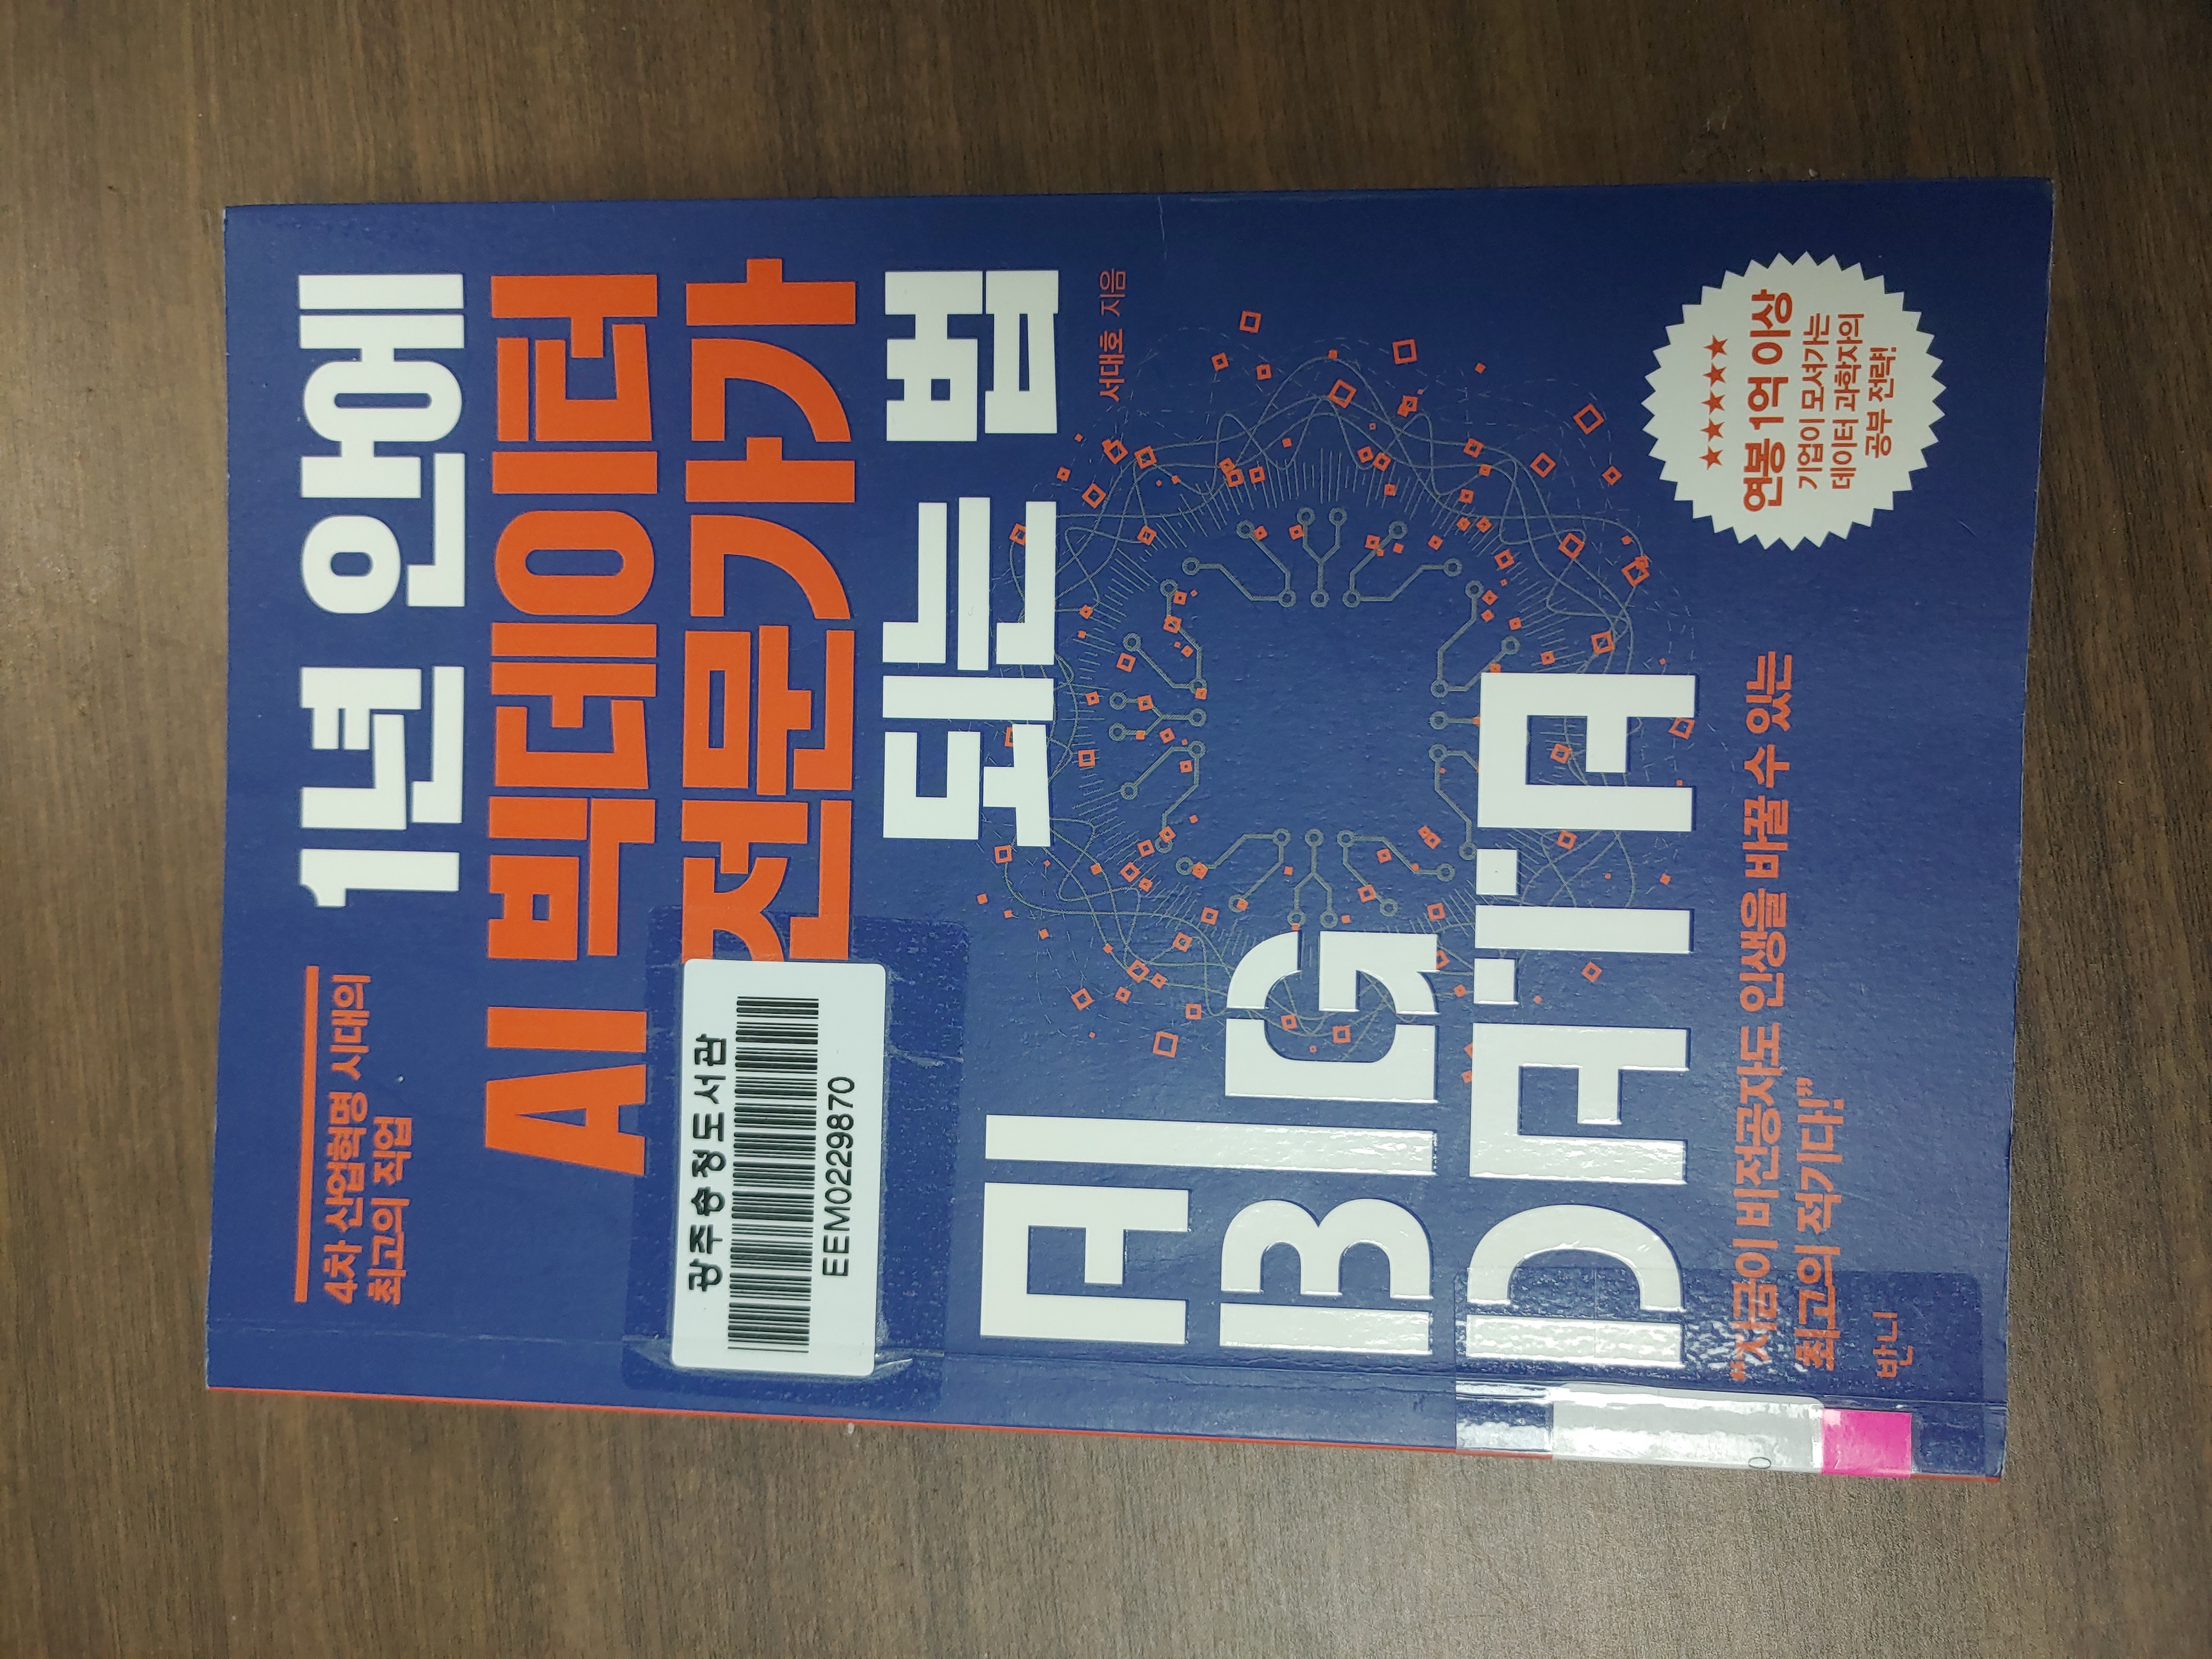 4차 산업혁명 시대의
최고의 직업
1년 안에
AI 빅데이터
전문가가
되는 법
광주송정도서관
EEM0229870
서대호 지음
AI
BIG
DATA
"지금이 비전공자도 인생을 바꿀 수 있는
최고의 적기다!"
반니
★★★★★
연봉 1억 이상
기업이 모셔가는
데이터 과학자의
공부 전략!
0